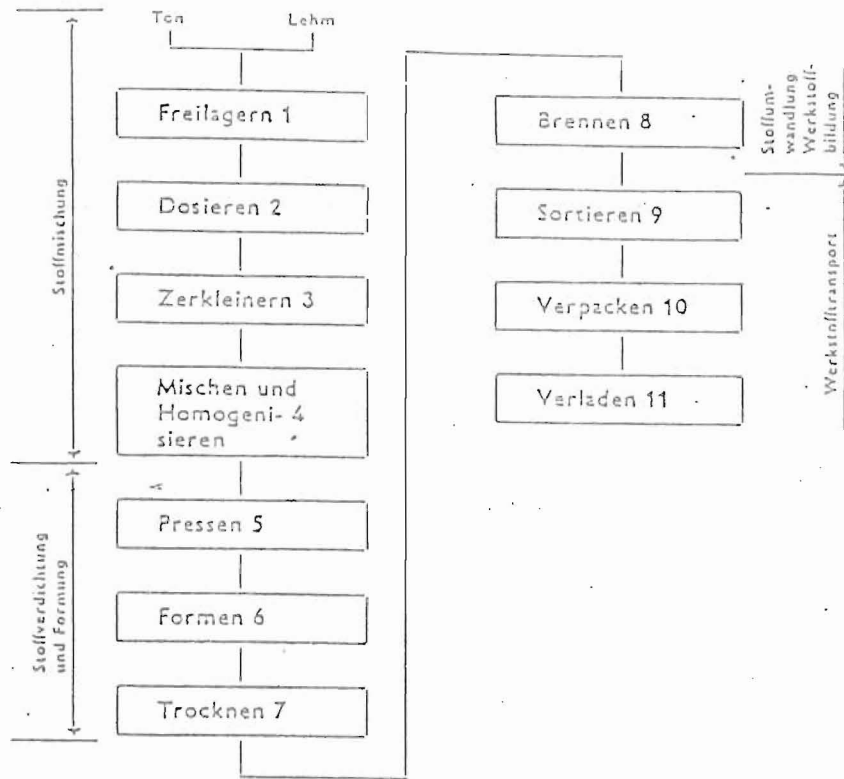 Ton Lehm
Freilagern 1
Dosieren 2
Zerkleinern 3
Mischen und
Homogeni- 4
sieren
Pressen 5
Formen 6
Trocknen 7
Stoffmischung
Stoffverdichtung
und Formung
Brennen 8
Sortieren 9
Verpacken 10
Verladen 11
Stoffum-
wandlung
Werkstoff-
bildung
Werkstofftransport